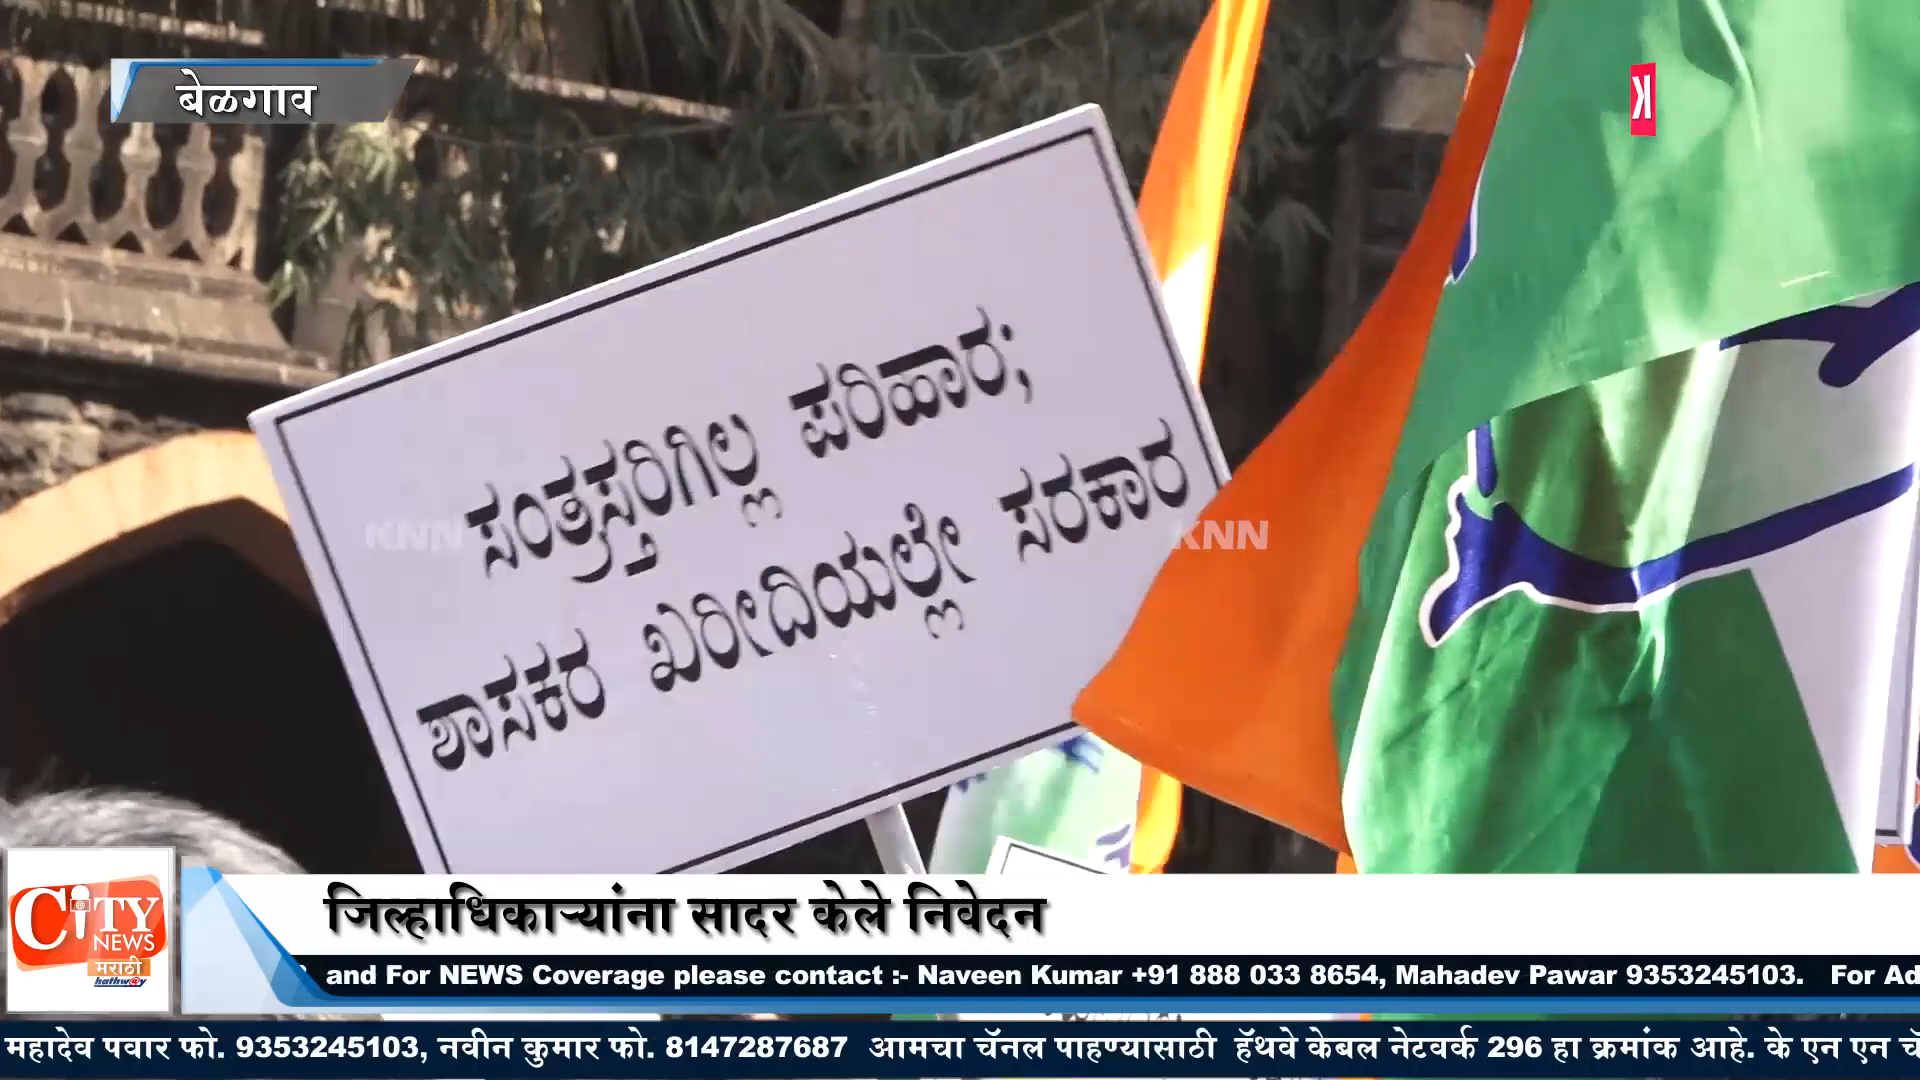 बेळगाव
K
ಸಂತ್ರಸ್ತರಿಗಿಲ್ಲ ಪರಿಹಾರ;
ಶಾಸಕರ ಖರೀದಿಯಲ್ಲೇ ಸರಕಾರ
KNN KNN
जिल्हाधिकाऱ्यांना सादर केले निवेदन
CiTY
NEWS
मराठी
hathw@y
and For NEWS Coverage please contact :- Naveen Kumar +91 888 033 8654, Mahadev Pawar 9353245103. For Ad
महादेव पवार फो. 9353245103, नवीन कुमार फो. 8147287687 आमचा चॅनल पाहण्यासाठी हॅथवे केबल नेटवर्क 296 हा क्रमांक आहे. के एन एन चॅ